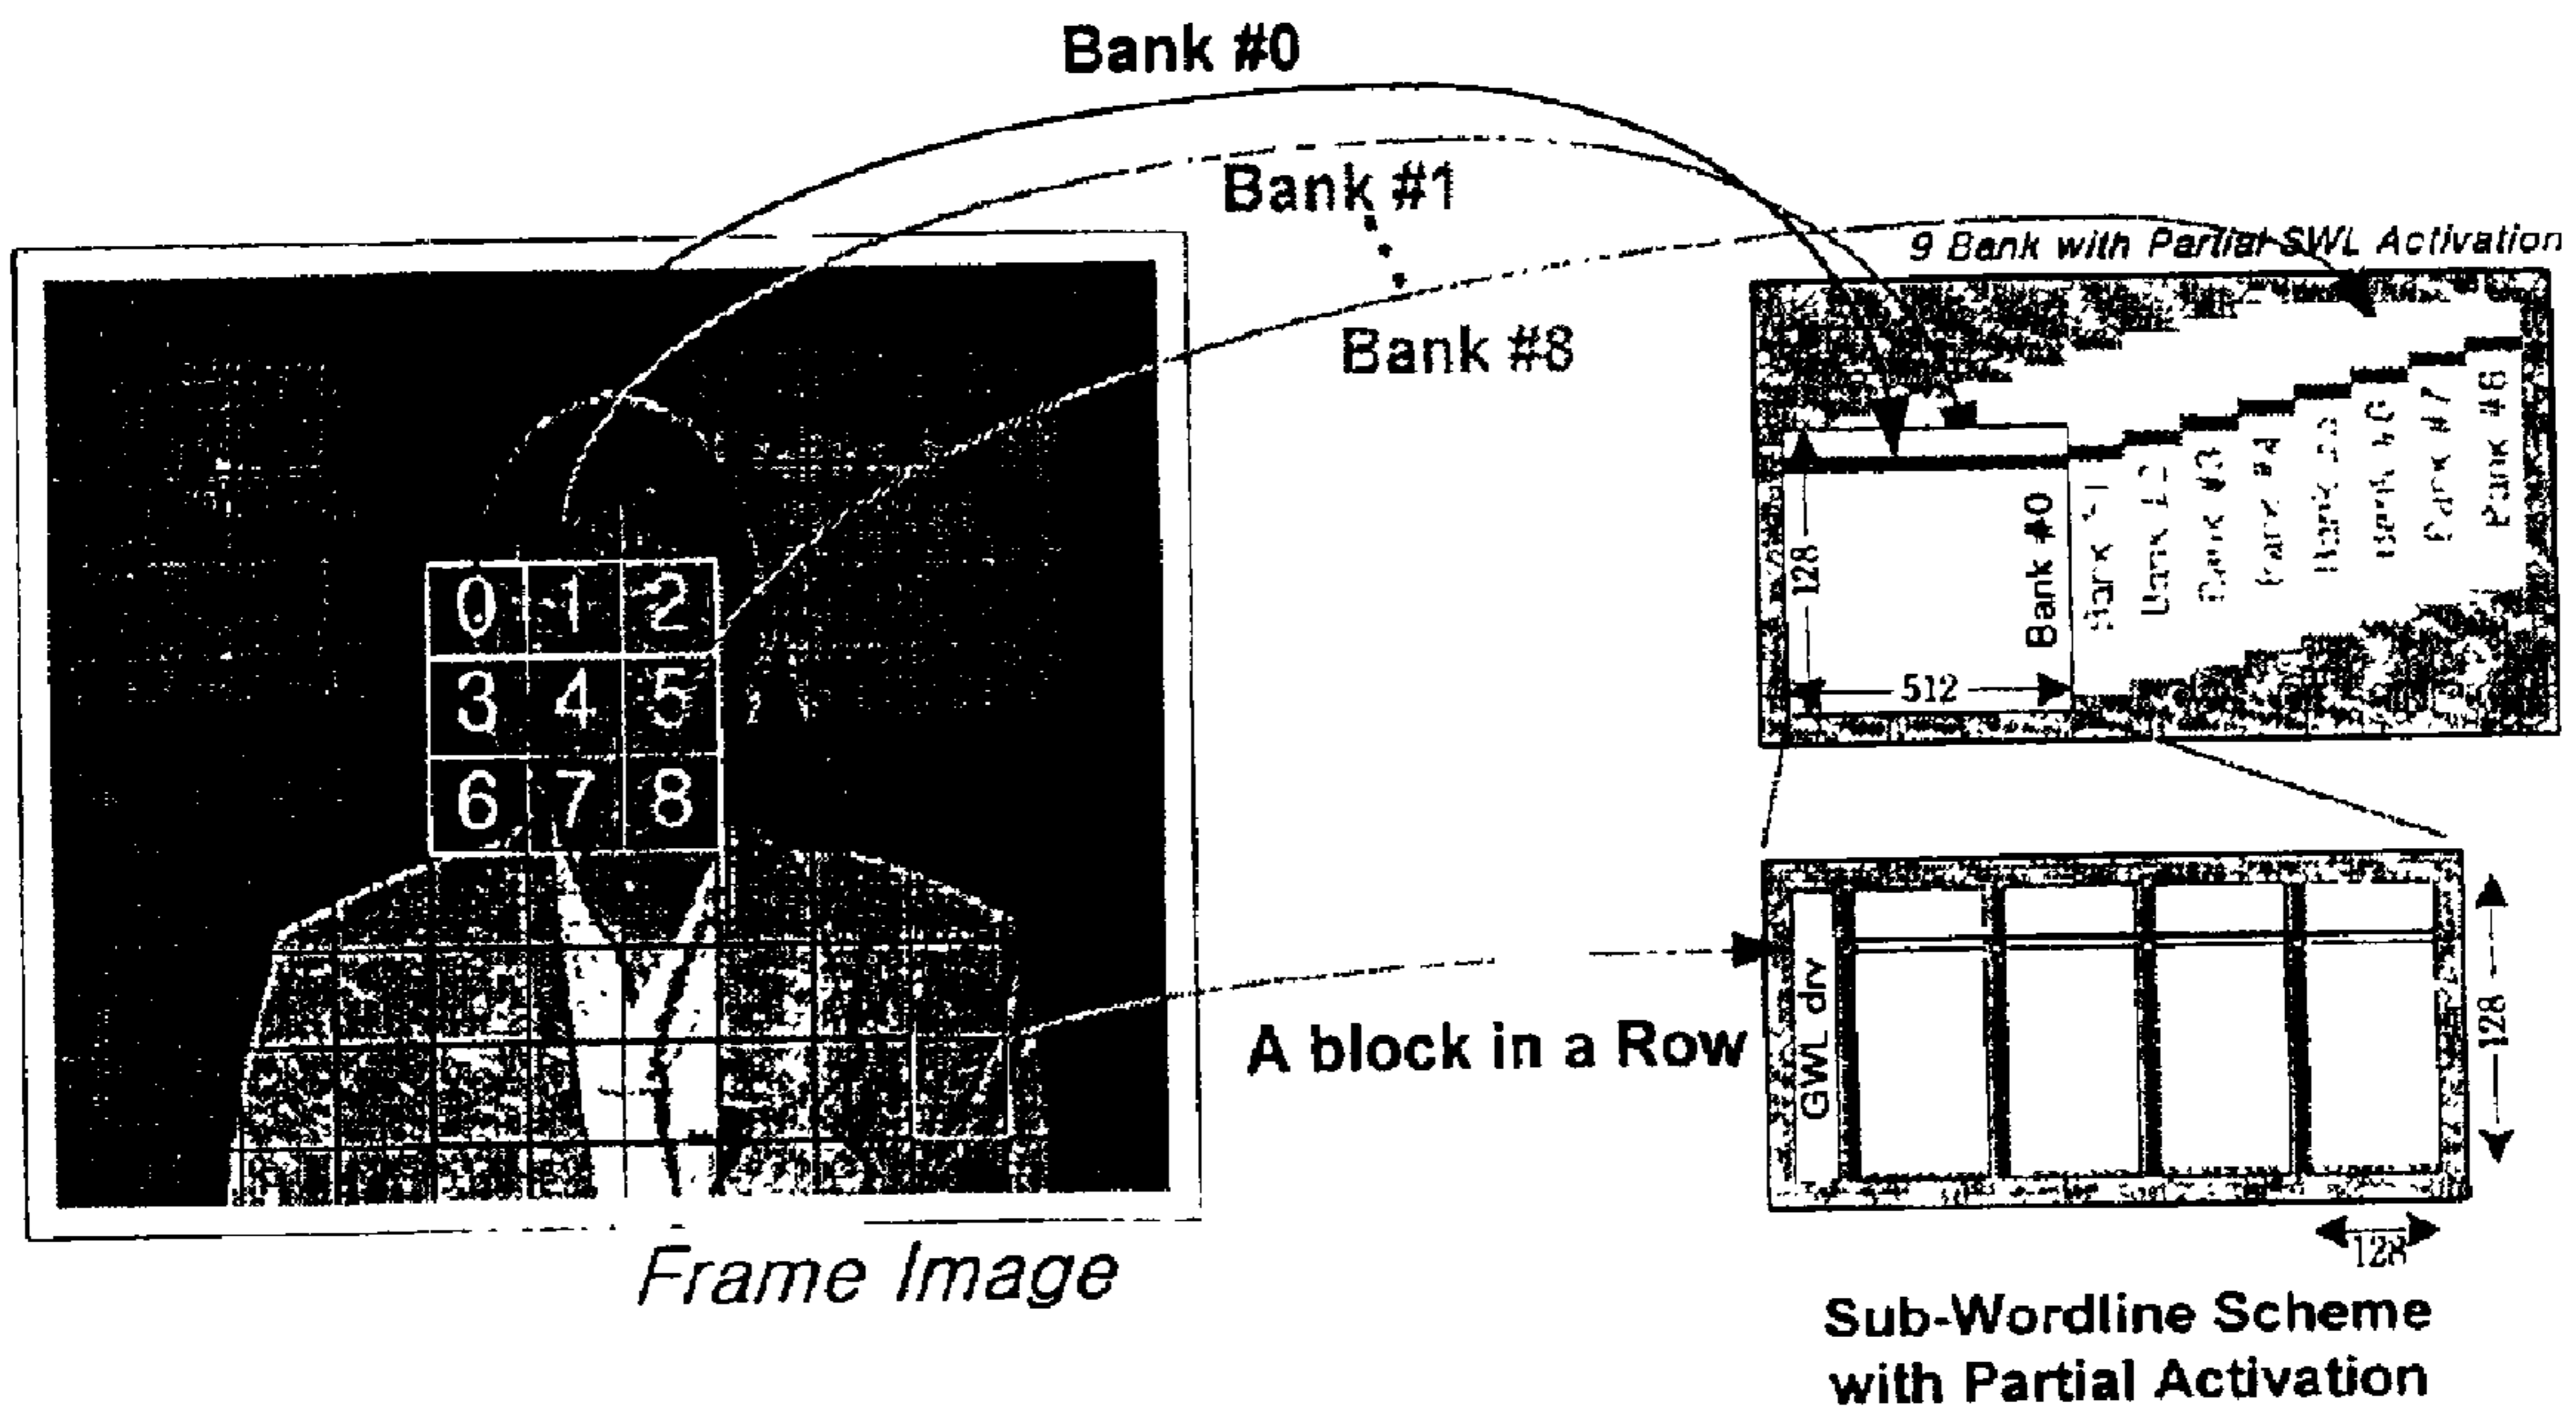 Bank #0
Bank #1
Bank #8
9 Bank with Partial SWL Activation
0 1 2
3 4 5
6 7 8
128
512
Bank #0
Bank #3
Bank #7
128
GWL drv
A block in a Row
128
Frame Image
Sub-Wordline Scheme
with Partial Activation